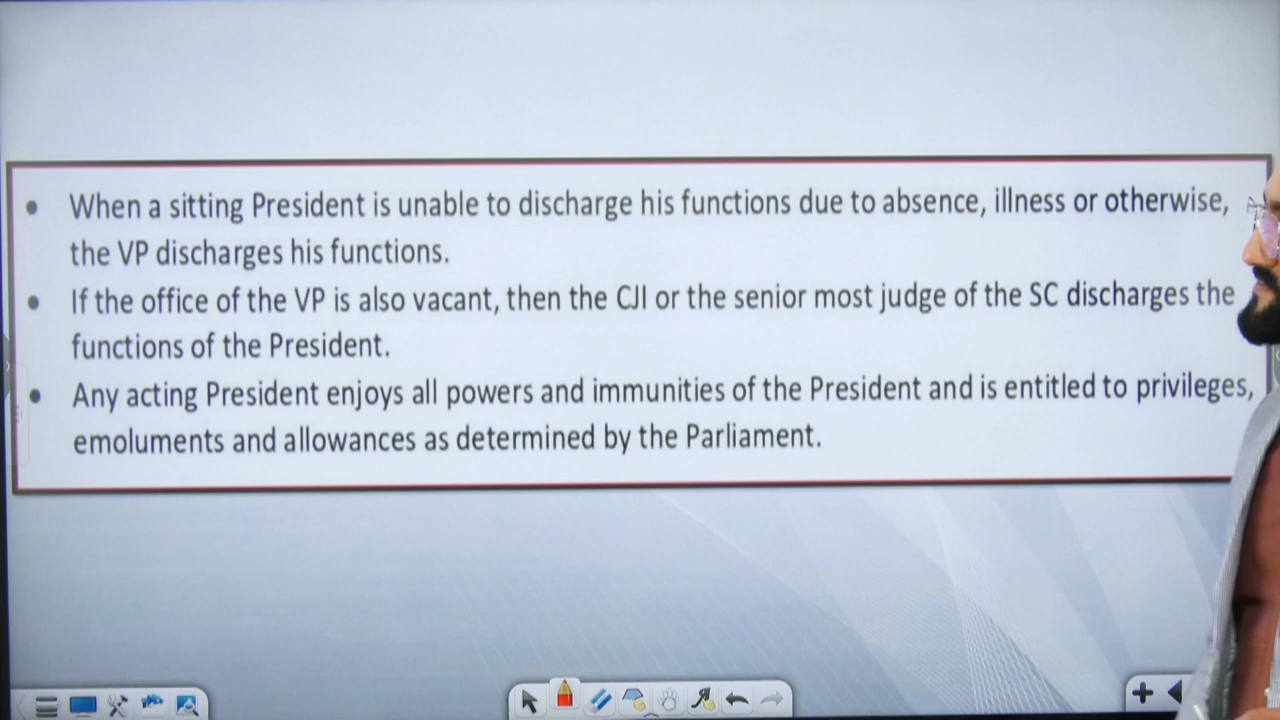 • When a sitting President is unable to discharge his functions due to absence, illness or otherwise,
the VP discharges his functions.
• If the office of the VP is also vacant, then the CJI or the senior most judge of the SC discharges the
functions of the President.
• Any acting President enjoys all powers and immunities of the President and is entitled to privileges,
emoluments and allowances as determined by the Parliament.